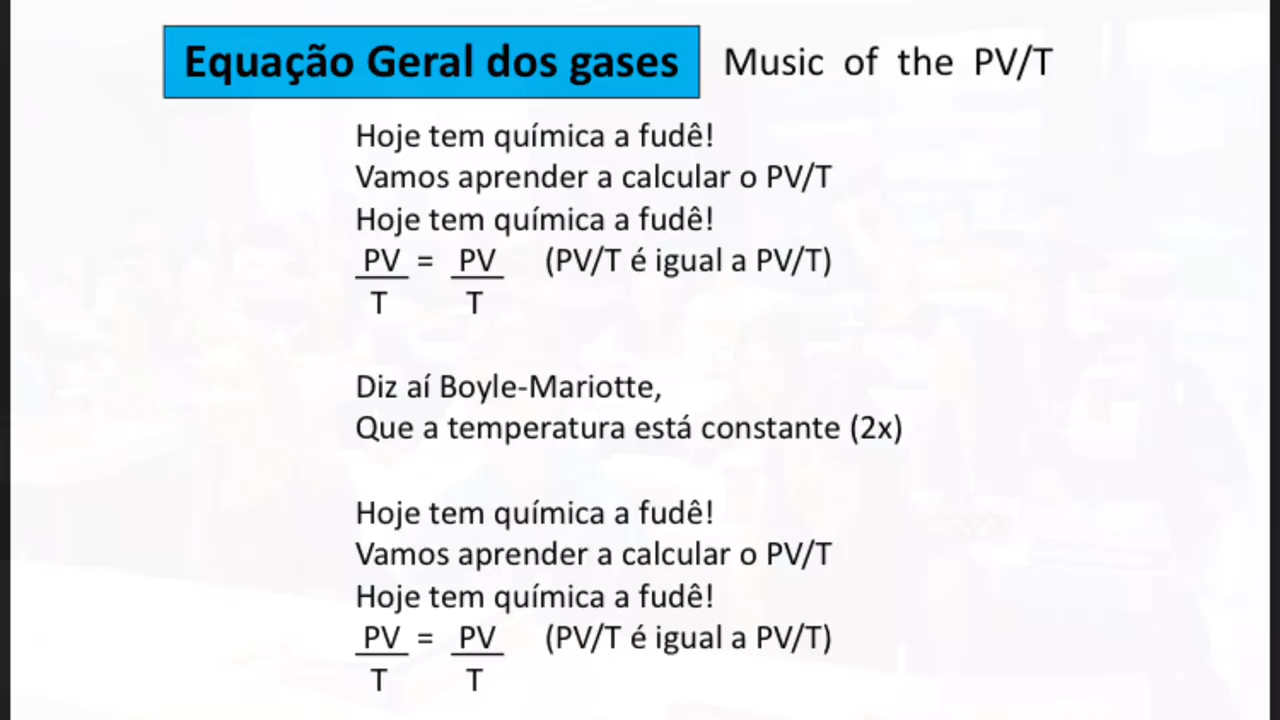 Equação Geral dos gases Music of the PV/T
Hoje tem química a fudê!
Vamos aprender a calcular o PV/T
Hoje tem química a fudê!
PV = PV (PV/T é igual a PV/T)
T T
Diz aí Boyle-Mariotte,
Que a temperatura está constante (2x)
Hoje tem química a fudê!
Vamos aprender a calcular o PV/T
Hoje tem química a fudê!
PV = PV (PV/T é igual a PV/T)
T T